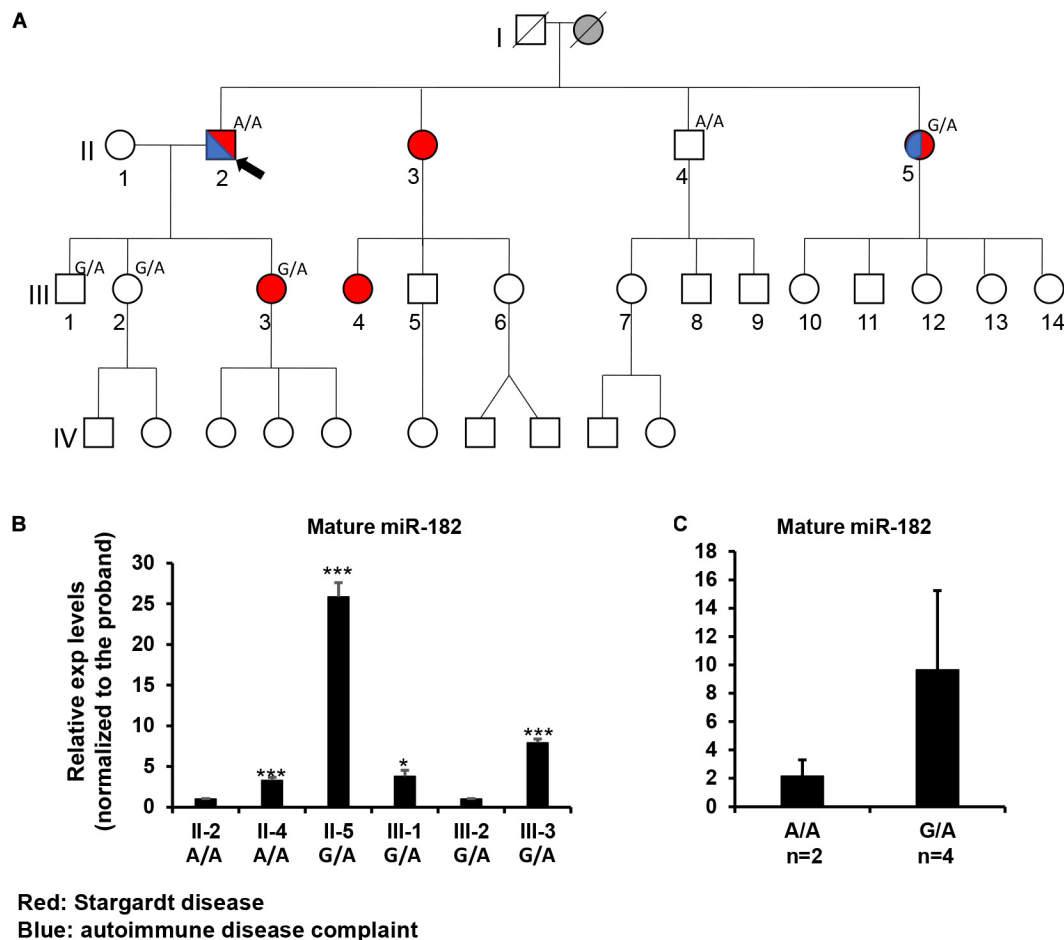 A
I
A/A
A/A
G/A
II
1
2
3
4
5
G/A
G/A
G/A
III
1
2
3
4
5
6
7
8
9
10
11
12
13
14
IV
B
Mature miR-182
Relative exp levels
(normalized to the proband)
30
25
20
15
10
5
0
***
***
*
***
II-2 II-4 II-5 III-1 III-2 III-3
A/A A/A G/A G/A G/A G/A
C
Mature miR-182
18
16
14
12
10
8
6
4
2
0
A/A G/A
n=2 n=4
Red: Stargardt disease
Blue: autoimmune disease complaint